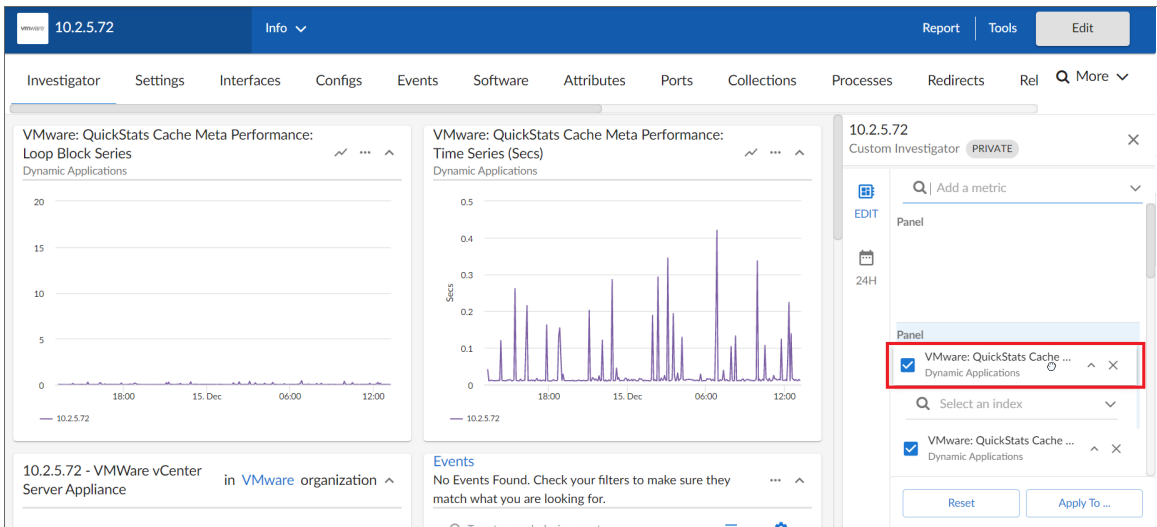 vmware 10.2.5.72 Info Report Tools Edit
Investigator Settings Interfaces Configs Events Software Attributes Ports Collections Processes Redirects Rel More
VMware: QuickStats Cache Meta Performance:
Loop Block Series
Dynamic Applications
20
15
10
5
0
18:00 15. Dec 06:00 12:00
10.2.5.72
VMware: QuickStats Cache Meta Performance:
Time Series (Secs)
Dynamic Applications
Secs
0.5
0.4
0.3
0.2
0.1
0
18:00 15. Dec 06:00 12:00
10.2.5.72
10.2.5.72 - VMWare vCenter
Server Appliance
in VMware organization
Events
No Events Found. Check your filters to make sure they
match what you are looking for.
10.2.5.72
Custom Investigator PRIVATE
EDIT
24H
Add a metric
Panel
Panel
VMware: QuickStats Cache ...
Dynamic Applications
Select an index
VMware: QuickStats Cache ...
Dynamic Applications
Reset Apply To ...